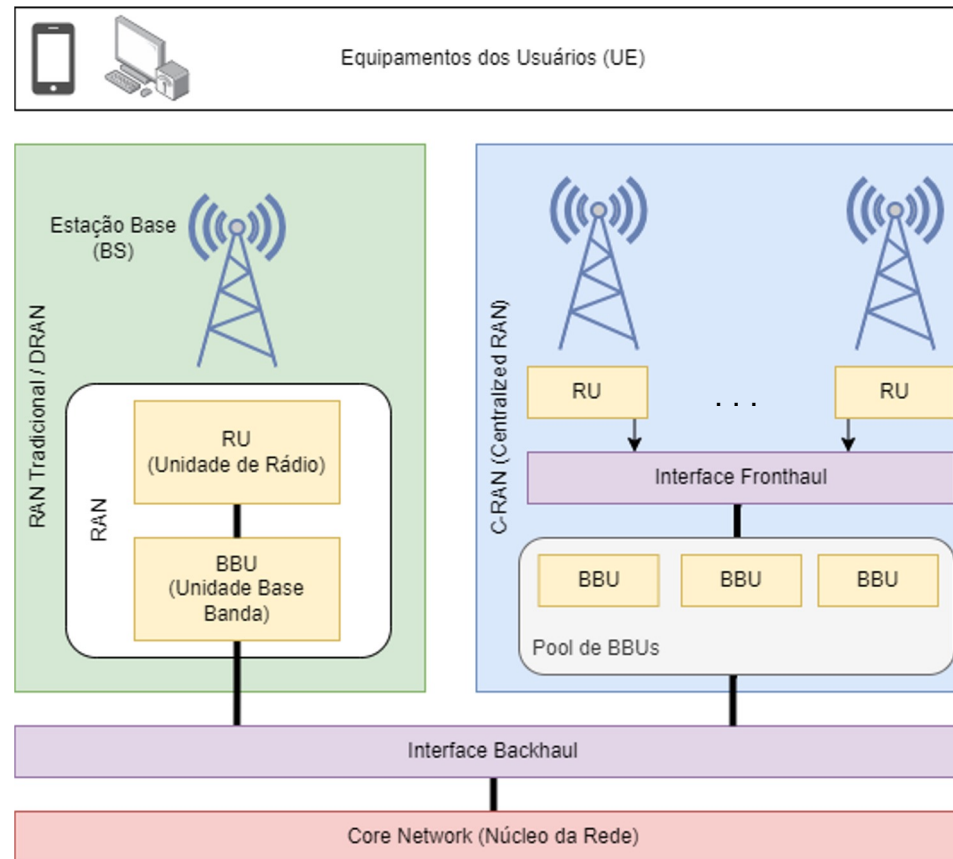 Equipamentos dos Usuários (UE)
RAN Tradicional / DRAN
Estação Base
(BS)
RAN
RU
(Unidade de Rádio)
BBU
(Unidade Base
Banda)
C-RAN (Centralized RAN)
RU
. . .
RU
Interface Fronthaul
BBU
BBU
BBU
Pool de BBUs
Interface Backhaul
Core Network (Núcleo da Rede)